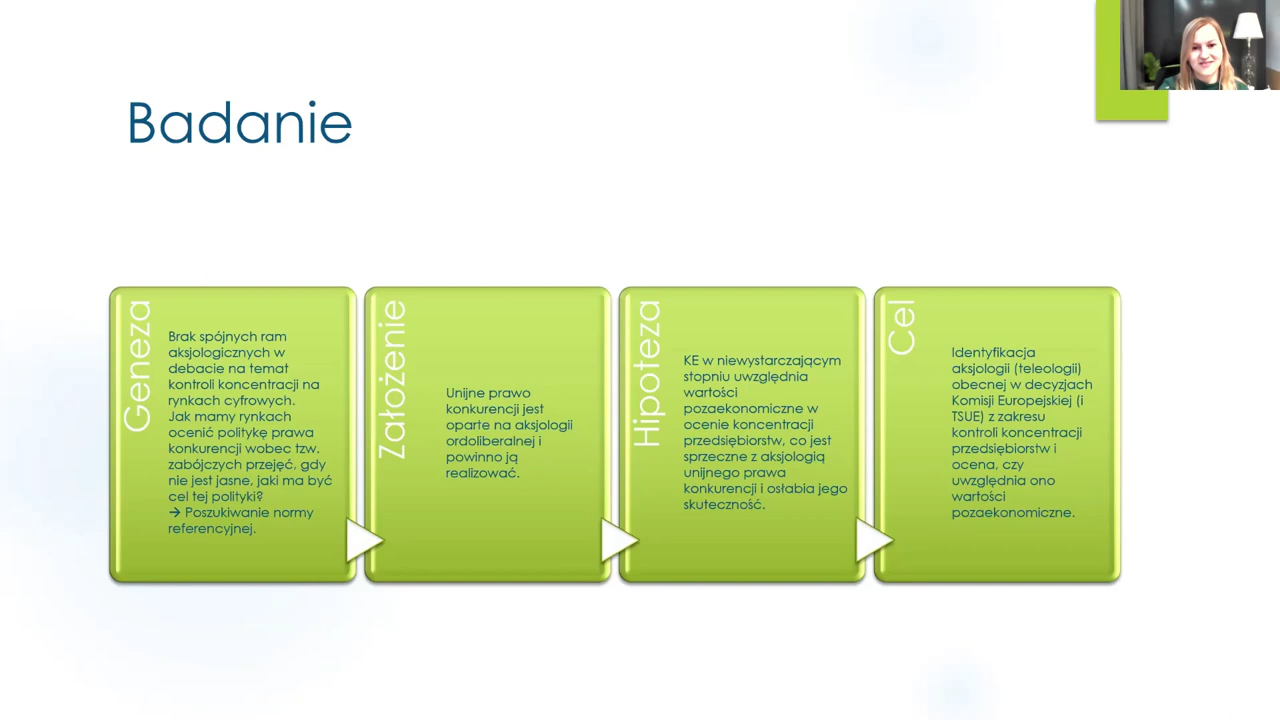 Badanie
Geneza
Brak spójnych ram
aksjologicznych w
debacie na temat
kontroli koncentracji na
rynkach cyfrowych.
Jak mamy rynkach
ocenić politykę prawa
konkurencji wobec tzw.
zabójczych przejęć, gdy
nie jest jasne, jaki ma być
cel tej polityki?
→ Poszukiwanie normy
referencyjnej.
Założenie
Unijne prawo
konkurencji jest
oparte na aksjologii
ordoliberalnej i
powinno ją
realizować.
Hipoteza
KE w niewystarczającym
stopniu uwzględnia
wartości
pozaekonomiczne w
ocenie koncentracji
przedsiębiorstw, co jest
sprzeczne z aksjologią
unijnego prawa
konkurencji i osłabia jego
skuteczność.
Cel
Identyfikacja
aksjologii (teleologii)
obecnej w decyzjach
Komisji Europejskiej (i
TSUE) z zakresu
kontroli koncentracji
przedsiębiorstw i
ocena, czy
uwzględnia ono
wartości
pozaekonomiczne.